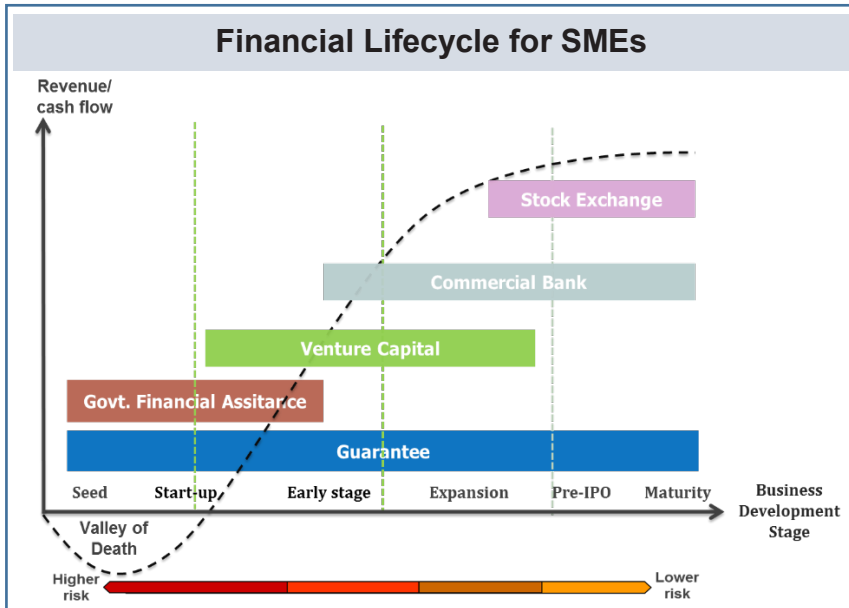 Financial Lifecycle for SMEs
Revenue/
cash flow
Stock Exchange
Commercial Bank
Venture Capital
Govt. Financial Assitance
Guarantee
Seed Start-up Early stage Expansion Pre-IPO Maturity
Business
Development
Stage
Valley of
Death
Higher
risk
Lower
risk